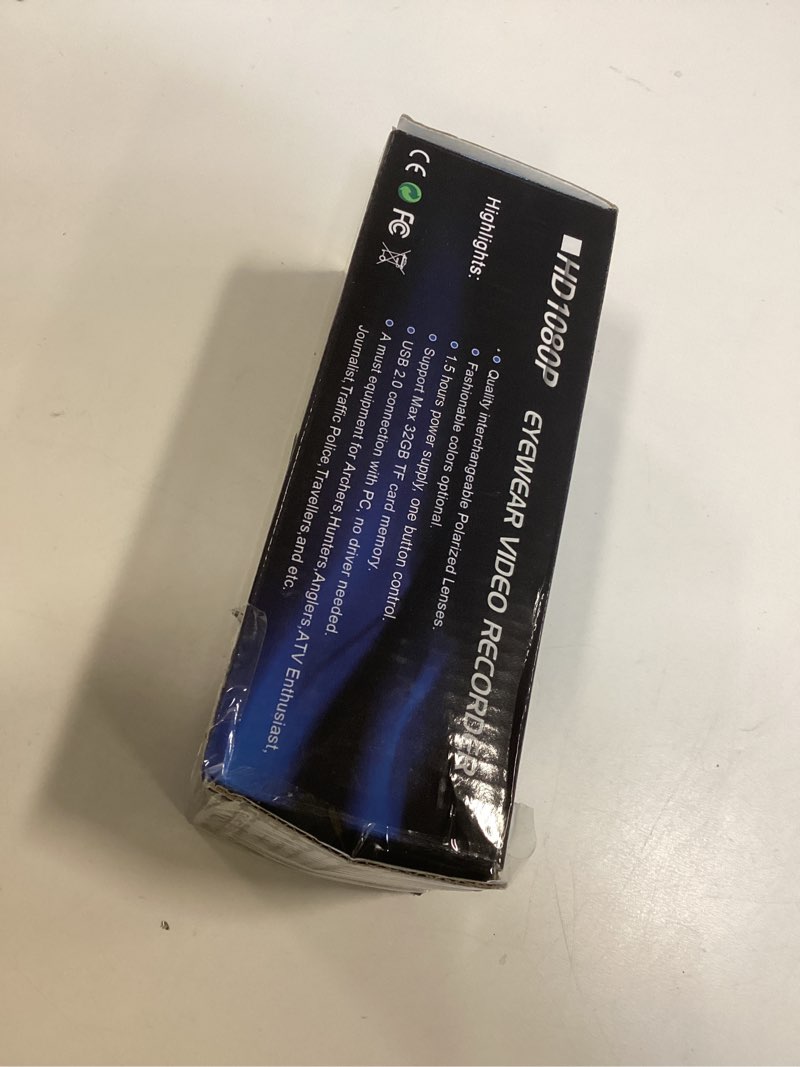 HD1080P EYEWEAR VIDEO RECORDER
Highlights:
Quality interchangeable Polarized Lenses.
Fashionable colors optional.
1.5 hours power supply, one button control.
Support Max 32GB TF card memory.
USB 2.0 connection with PC, no driver needed.
A must equipment for Archers,Hunters,Anglers,ATV Enthusiast,
Journalist,Traffic Police,Travellers,and etc.
CE FC